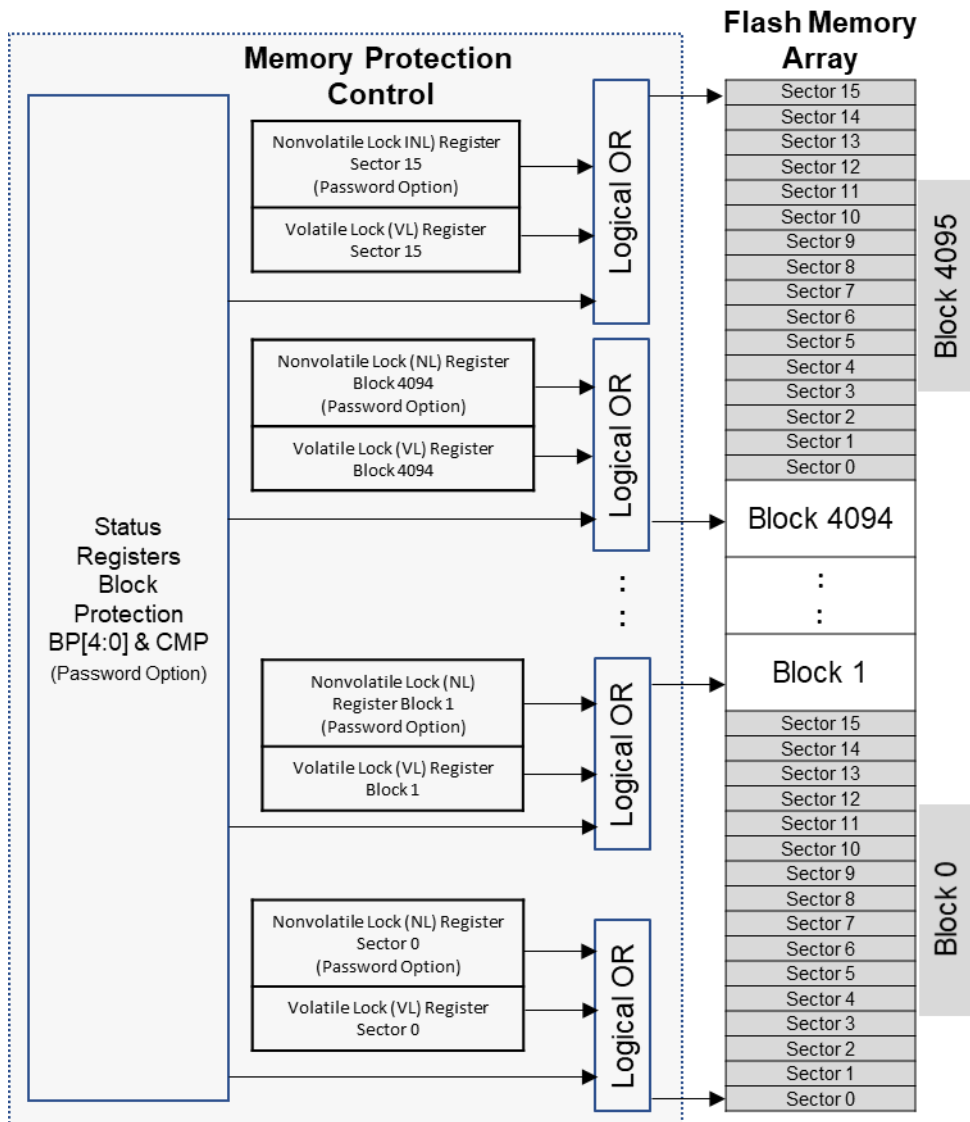 Memory Protection
Control
Status
Registers
Block
Protection
BP[4:0] & CMP
(Password Option)
Nonvolatile Lock INL) Register
Sector 15
(Password Option)
Volatile Lock (VL) Register
Sector 15
Logical OR
Nonvolatile Lock (NL) Register
Block 4094
(Password Option)
Volatile Lock (VL) Register
Block 4094
Logical OR
:
:
Nonvolatile Lock (NL)
Register Block 1
(Password Option)
Volatile Lock (VL) Register
Block 1
Logical OR
Nonvolatile Lock (NL) Register
Sector 0
(Password Option)
Volatile Lock (VL) Register
Sector 0
Logical OR
Flash Memory
Array
Sector 15
Sector 14
Sector 13
Sector 12
Sector 11
Sector 10
Sector 9
Sector 8
Sector 7
Sector 6
Sector 5
Sector 4
Sector 3
Sector 2
Sector 1
Sector 0
Block 4095
Block 4094
:
:
Block 1
Sector 15
Sector 14
Sector 13
Sector 12
Sector 11
Sector 10
Sector 9
Sector 8
Sector 7
Sector 6
Sector 5
Sector 4
Sector 3
Sector 2
Sector 1
Sector 0
Block 0